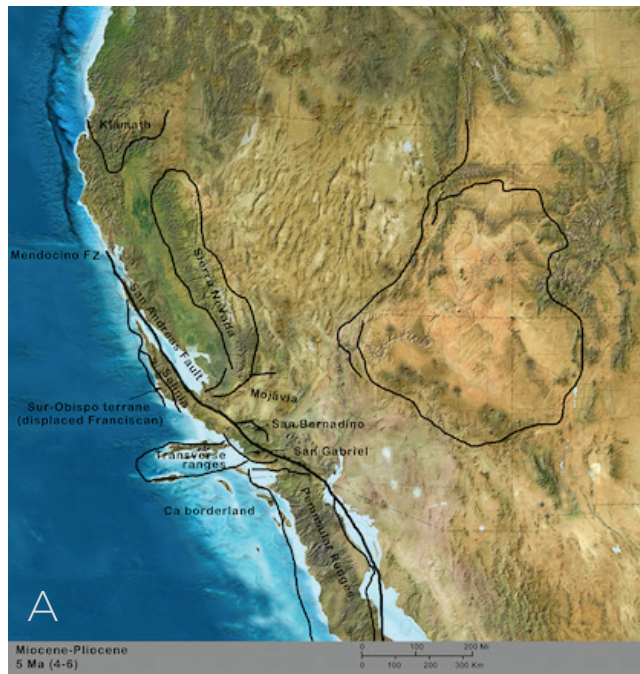 Klamath
Mendocino FZ
Sierra Navada
San Andreas Fault
Salinia
Mojavia
Sur-Obispo terrane
(displaced Franciscan)
San Bernadino
San Gabriel
Transverse
ranges
Ca borderland
Peninsular Ranges
A
Miocene-Pliocene
5 Ma (4-6)
0 100 200 Mi
0 100 200 300 Km